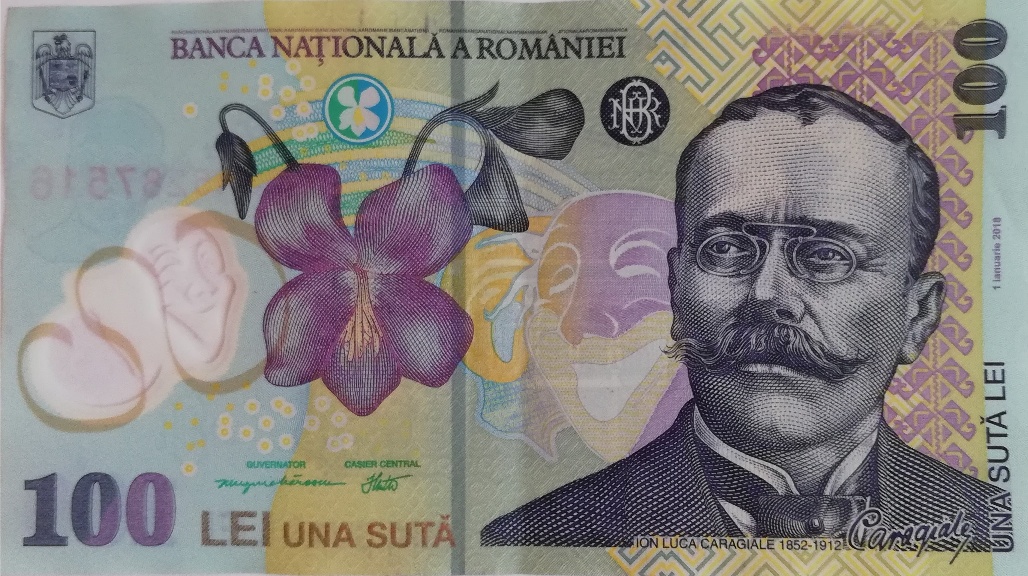 BANCA NAȚIONALĂ A ROMÂNIEI
100
1 ianuarie 2018
GUVERNATOR
CASIER CENTRAL
100
LEI UNA SUTĂ
UNA SUTĂ LEI
ION LUCA CARAGIALE 1852-1912
Caragiale